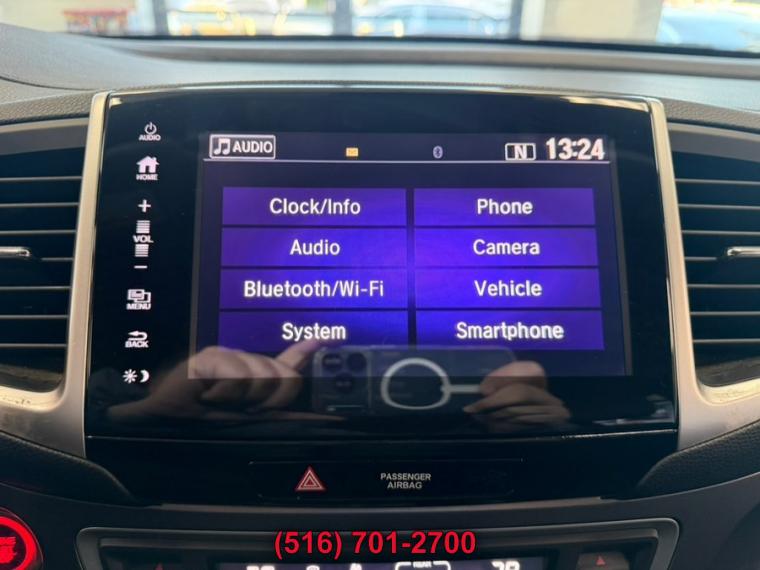 AUDIO
AUDIO
N
13:24
HOME
Clock/Info
Phone
+
VOL
Audio
Camera
−
Bluetooth/Wi-Fi
Vehicle
MENU
System
Smartphone
BACK
PASSENGER
AIRBAG
(516) 701-2700
REAR